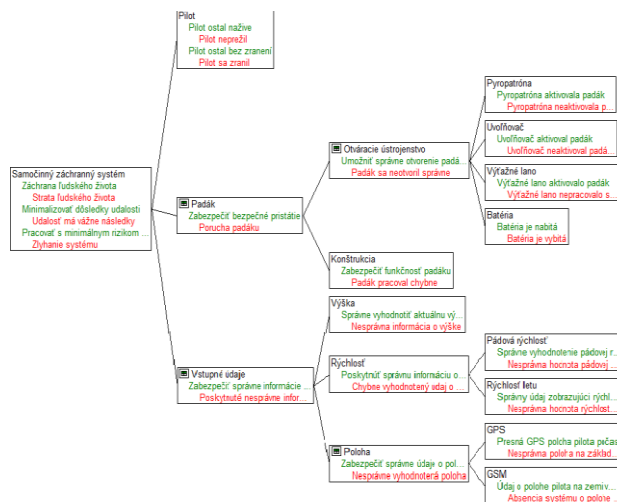 Pilot
Pilot ostal nažive
Pilot neprežil
Pilot ostal bez zranení
Pilot sa zranil
Samočinný záchranný systém
Záchrana ľudského života
Strata ľudského života
Minimalizovať dôsledky udalosti
Udalosť má vážne následky
Pracovať s minimálnym rizikom ...
Zlyhanie systému
Padák
Zabezpečiť bezpečné pristátie
Porucha padáku
Otváracie ústrojenstvo
Umožniť správne otvorenie padá...
Padák sa neotvoril správne
Pyropatróna
Pyropatróna aktivovala padák
Pyropatróna neaktivovala p...
Uvoľňovač
Uvoľňovač aktivoval padák
Uvoľňovač neaktivoval padá...
Výťažné lano
Výťažné lano aktivovalo padák
Výťažné lano nepracovalo s...
Batéria
Batéria je nabitá
Batéria je vybitá
Konštrukcia
Zabezpečiť funkčnosť padáku
Padák pracoval chybne
Vstupné údaje
Zabezpečiť správne informácie ...
Poskytnuté nesprávne infor...
Výška
Správne vyhodnotiť aktuálnu vý...
Nesprávna informácia o výške
Rýchlosť
Poskytnúť správnu informáciu o...
Chybne vyhodnotený údaj o ...
Pádová rýchlosť
Správne vyhodnotenie pádovej r...
Nesprávna hodnota pádovej ...
Rýchlosť letu
Správny údaj zobrazujúci rýchl...
Nesprávna hodnota rýchlost...
Poloha
Zabezpečiť správne údaje o pol...
Nesprávne vyhodnotená poloha
GPS
Presná GPS poloha pilota počas
Nesprávna poloha na základ...
GSM
Údaj o polohe pilota na zemiv...
Absencia systému o polohe ...